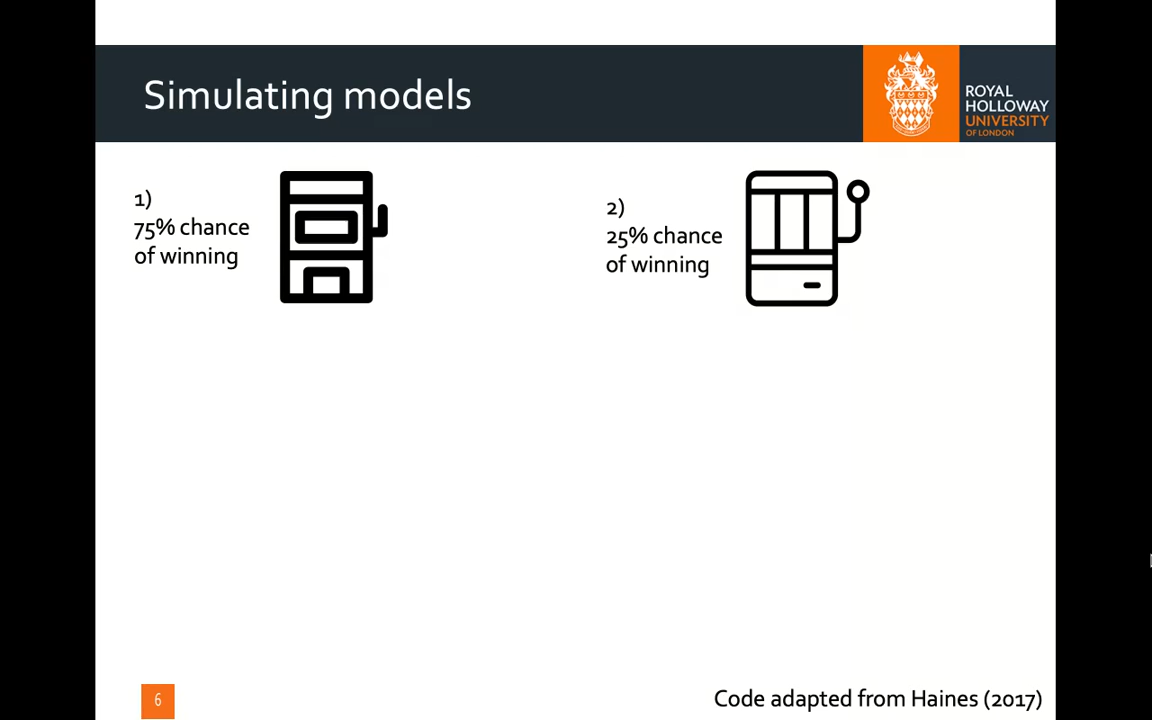 Simulating models
ROYAL
HOLLOWAY
UNIVERSITY
OF LONDON
1)
75% chance
of winning
2)
25% chance
of winning
6
Code adapted from Haines (2017)